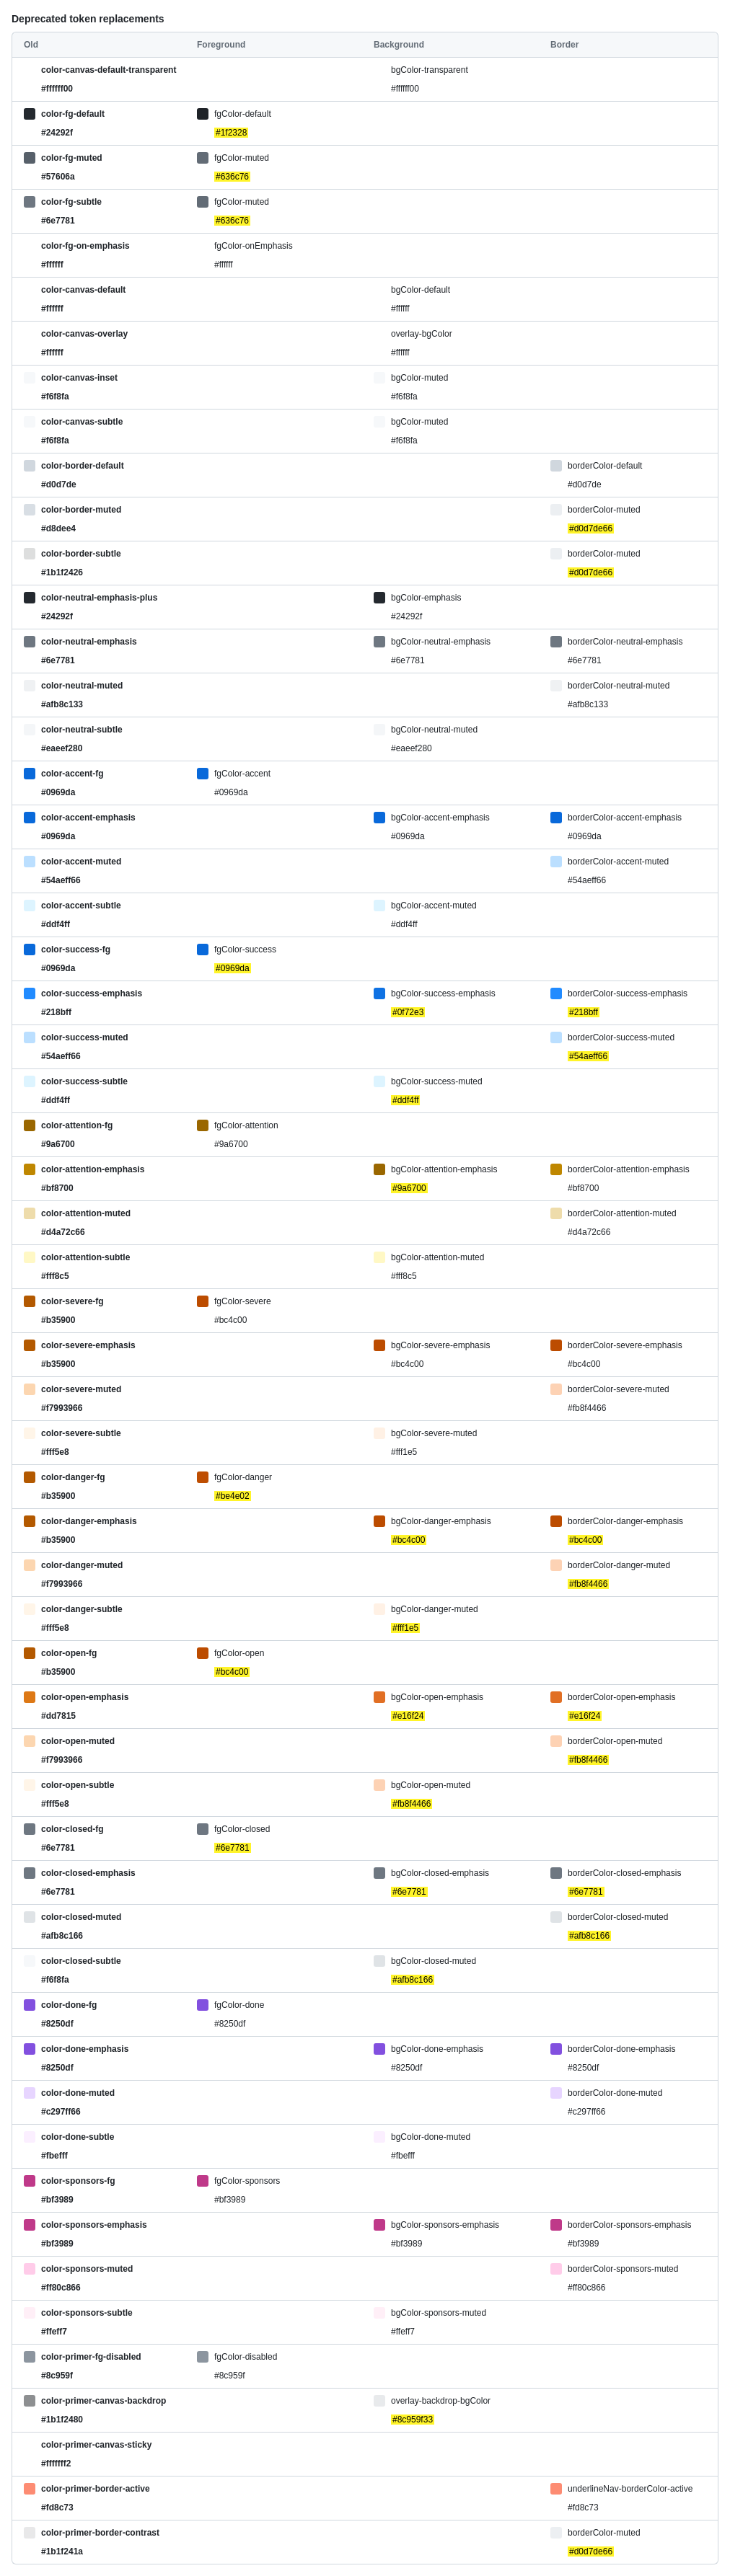 Deprecated token replacements
Old Foreground Background Border
color-canvas-default-transparent bgColor-transparent
#ffffff00 #ffffff00
color-fg-default fgColor-default
#24292f #1f2328
color-fg-muted fgColor-muted
#57606a #636c76
color-fg-subtle fgColor-muted
#6e7781 #636c76
color-fg-on-emphasis fgColor-onEmphasis
#ffffff #ffffff
color-canvas-default bgColor-default
#ffffff #ffffff
color-canvas-overlay overlay-bgColor
#ffffff #ffffff
color-canvas-inset bgColor-muted
#f6f8fa #f6f8fa
color-canvas-subtle bgColor-muted
#f6f8fa #f6f8fa
color-border-default borderColor-default
#d0d7de #d0d7de
color-border-muted borderColor-muted
#d8dee4 #d0d7de66
color-border-subtle borderColor-muted
#1b1f2426 #d0d7de66
color-neutral-emphasis-plus bgColor-emphasis
#24292f #24292f
color-neutral-emphasis bgColor-neutral-emphasis borderColor-neutral-emphasis
#6e7781 #6e7781 #6e7781
color-neutral-muted borderColor-neutral-muted
#afb8c133 #afb8c133
color-neutral-subtle bgColor-neutral-muted
#eaeef280 #eaeef280
color-accent-fg fgColor-accent
#0969da #0969da
color-accent-emphasis bgColor-accent-emphasis borderColor-accent-emphasis
#0969da #0969da #0969da
color-accent-muted borderColor-accent-muted
#54aeff66 #54aeff66
color-accent-subtle bgColor-accent-muted
#ddf4ff #ddf4ff
color-success-fg fgColor-success
#0969da #0969da
color-success-emphasis bgColor-success-emphasis borderColor-success-emphasis
#218bff #0f72e3 #218bff
color-success-muted borderColor-success-muted
#54aeff66 #54aeff66
color-success-subtle bgColor-success-muted
#ddf4ff #ddf4ff
color-attention-fg fgColor-attention
#9a6700 #9a6700
color-attention-emphasis bgColor-attention-emphasis borderColor-attention-emphasis
#bf8700 #9a6700 #bf8700
color-attention-muted borderColor-attention-muted
#d4a72c66 #d4a72c66
color-attention-subtle bgColor-attention-muted
#fff8c5 #fff8c5
color-severe-fg fgColor-severe
#b35900 #bc4c00
color-severe-emphasis bgColor-severe-emphasis borderColor-severe-emphasis
#b35900 #bc4c00 #bc4c00
color-severe-muted borderColor-severe-muted
#f7993966 #fb8f4466
color-severe-subtle bgColor-severe-muted
#fff5e8 #fff1e5
color-danger-fg fgColor-danger
#b35900 #be4e02
color-danger-emphasis bgColor-danger-emphasis borderColor-danger-emphasis
#b35900 #bc4c00 #bc4c00
color-danger-muted borderColor-danger-muted
#f7993966 #fb8f4466
color-danger-subtle bgColor-danger-muted
#fff5e8 #fff1e5
color-open-fg fgColor-open
#b35900 #bc4c00
color-open-emphasis bgColor-open-emphasis borderColor-open-emphasis
#dd7815 #e16f24 #e16f24
color-open-muted borderColor-open-muted
#f7993966 #fb8f4466
color-open-subtle bgColor-open-muted
#fff5e8 #fb8f4466
color-closed-fg fgColor-closed
#6e7781 #6e7781
color-closed-emphasis bgColor-closed-emphasis borderColor-closed-emphasis
#6e7781 #6e7781 #6e7781
color-closed-muted borderColor-closed-muted
#afb8c166 #afb8c166
color-closed-subtle bgColor-closed-muted
#f6f8fa #afb8c166
color-done-fg fgColor-done
#8250df #8250df
color-done-emphasis bgColor-done-emphasis borderColor-done-emphasis
#8250df #8250df #8250df
color-done-muted borderColor-done-muted
#c297ff66 #c297ff66
color-done-subtle bgColor-done-muted
#fbefff #fbefff
color-sponsors-fg fgColor-sponsors
#bf3989 #bf3989
color-sponsors-emphasis bgColor-sponsors-emphasis borderColor-sponsors-emphasis
#bf3989 #bf3989 #bf3989
color-sponsors-muted borderColor-sponsors-muted
#ff80c866 #ff80c866
color-sponsors-subtle bgColor-sponsors-muted
#ffeff7 #ffeff7
color-primer-fg-disabled fgColor-disabled
#8c959f #8c959f
color-primer-canvas-backdrop overlay-backdrop-bgColor
#1b1f2480 #8c959f33
color-primer-canvas-sticky
#fffffff2
color-primer-border-active underlineNav-borderColor-active
#fd8c73 #fd8c73
color-primer-border-contrast borderColor-muted
#1b1f241a #d0d7de66